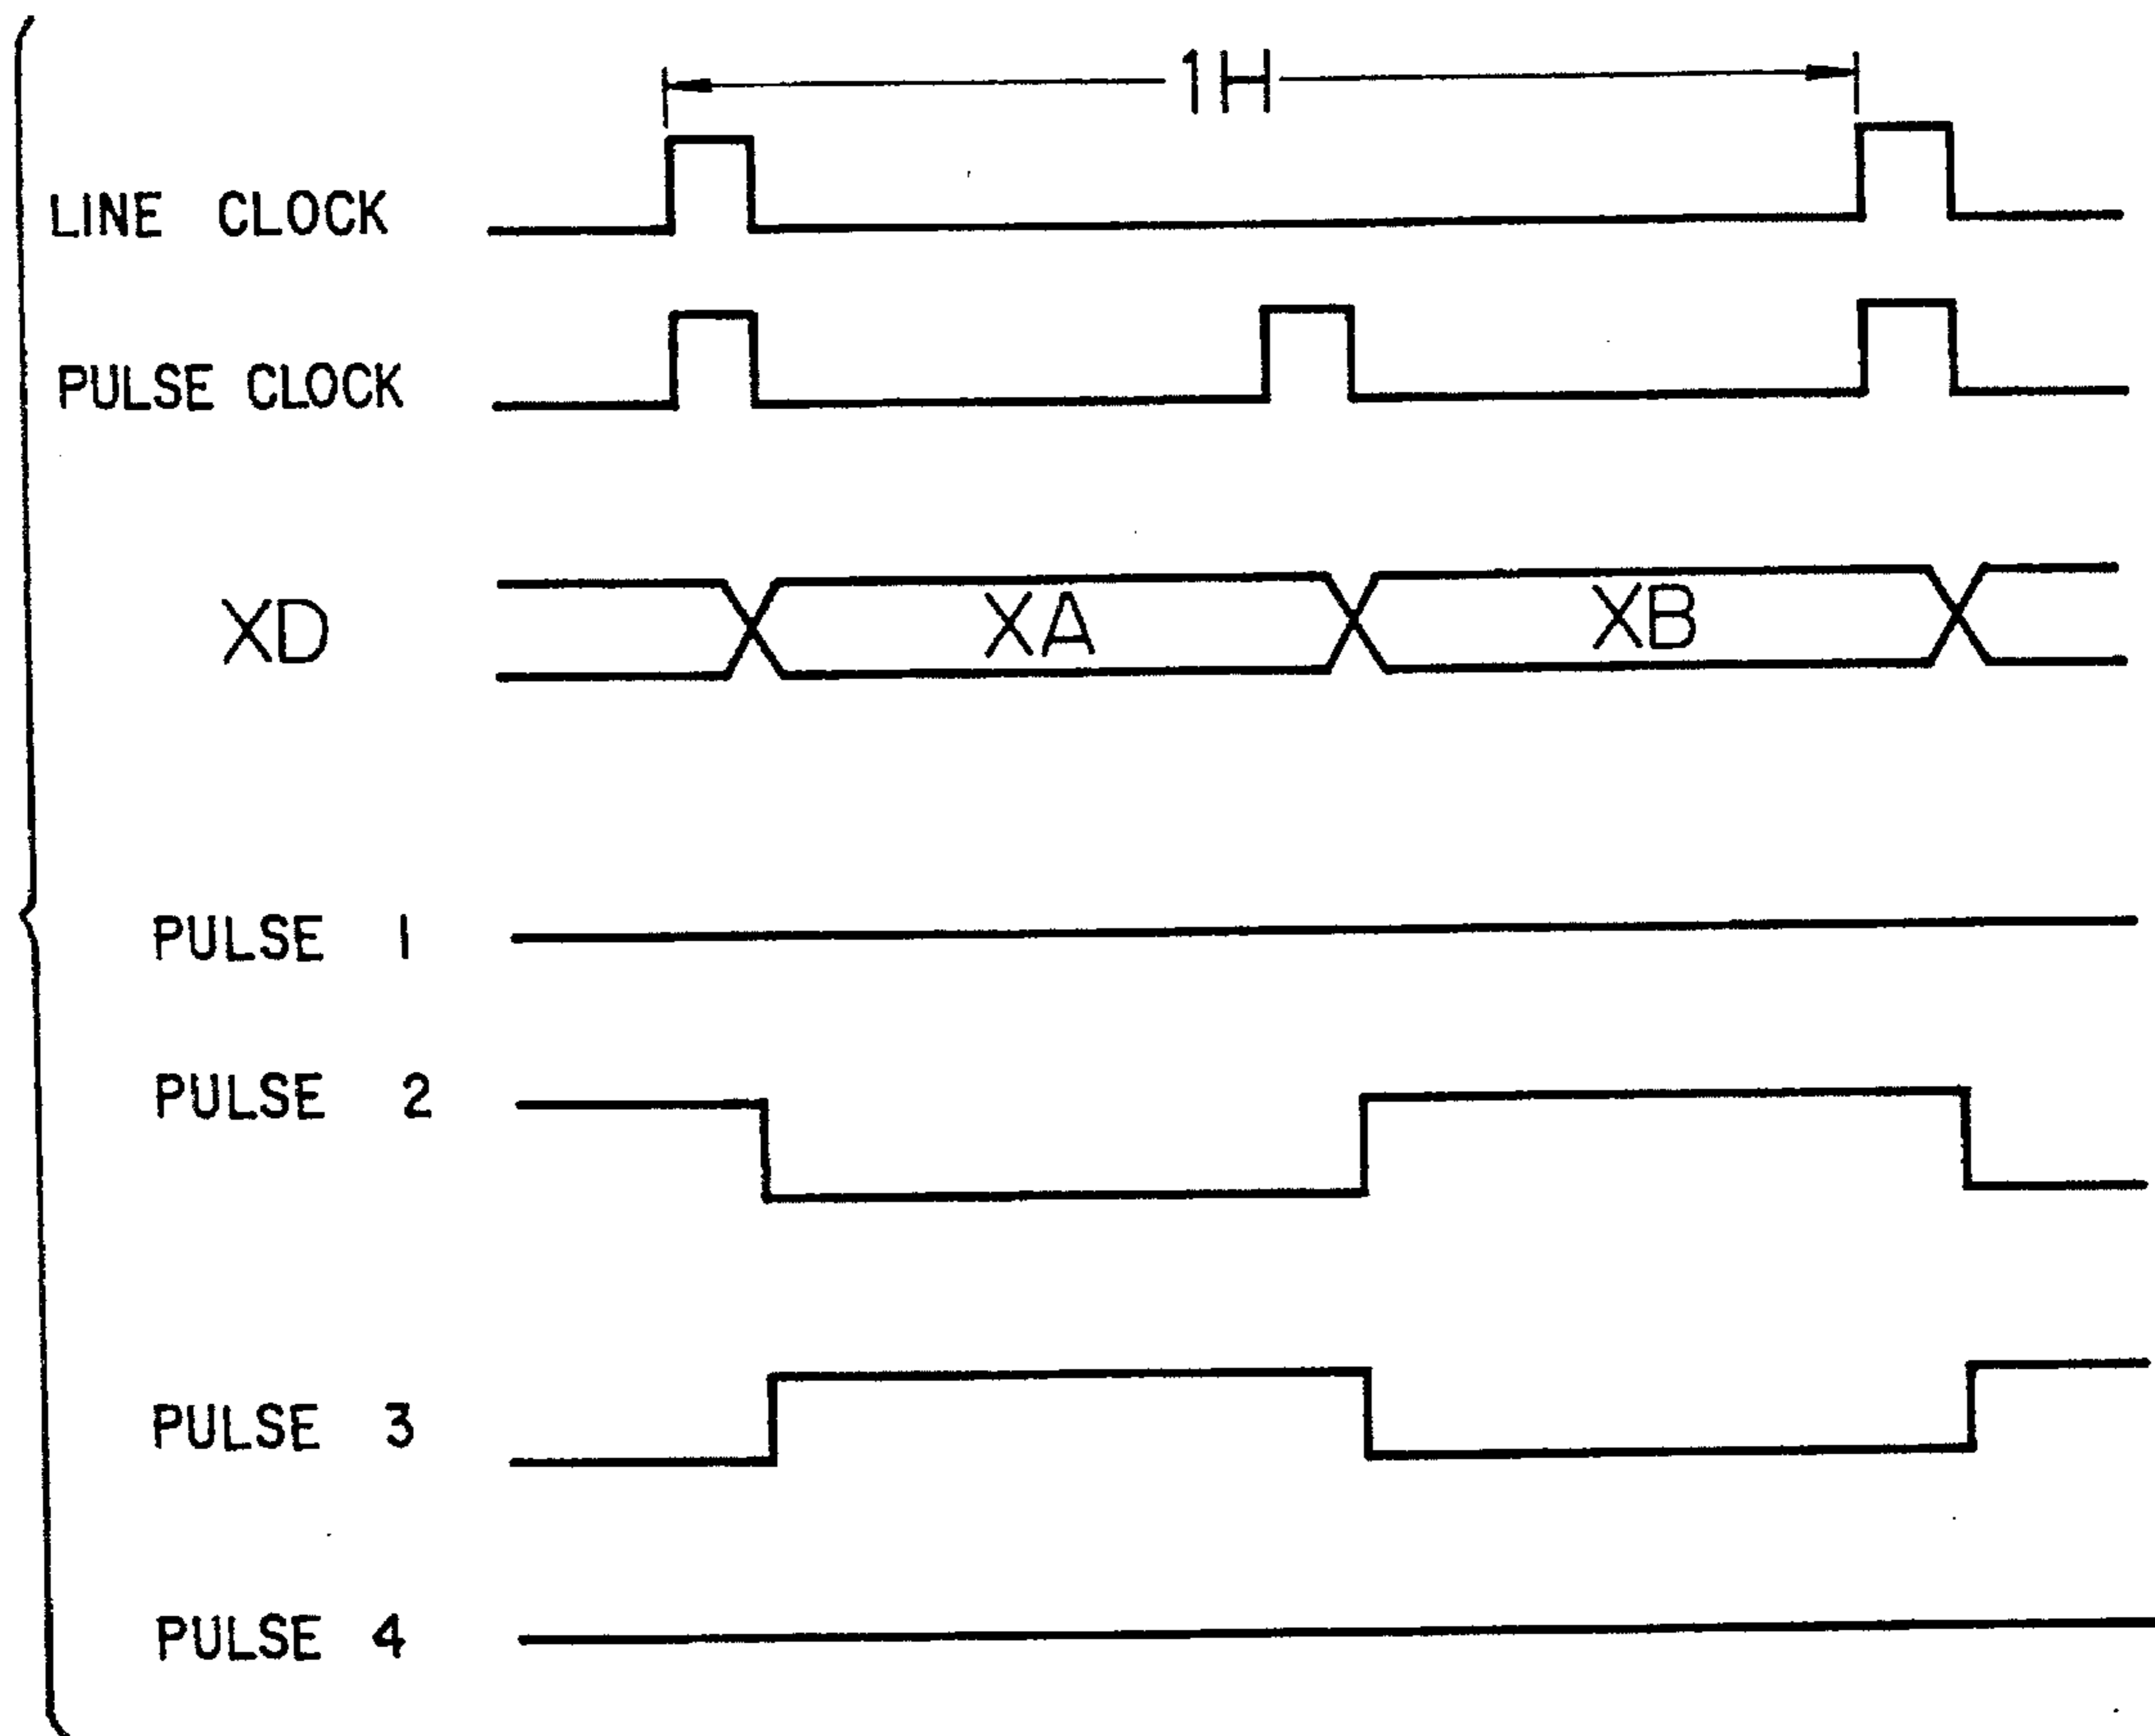 1H
LINE CLOCK
PULSE CLOCK
XD XA XB
PULSE 1
PULSE 2
PULSE 3
PULSE 4